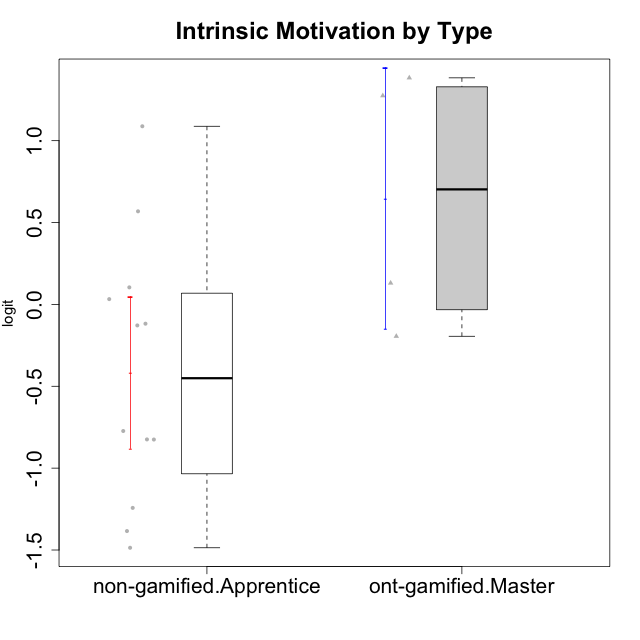 Intrinsic Motivation by Type
logit
1.0
0.5
0.0
-0.5
-1.0
-1.5
non-gamified.Apprentice
ont-gamified.Master